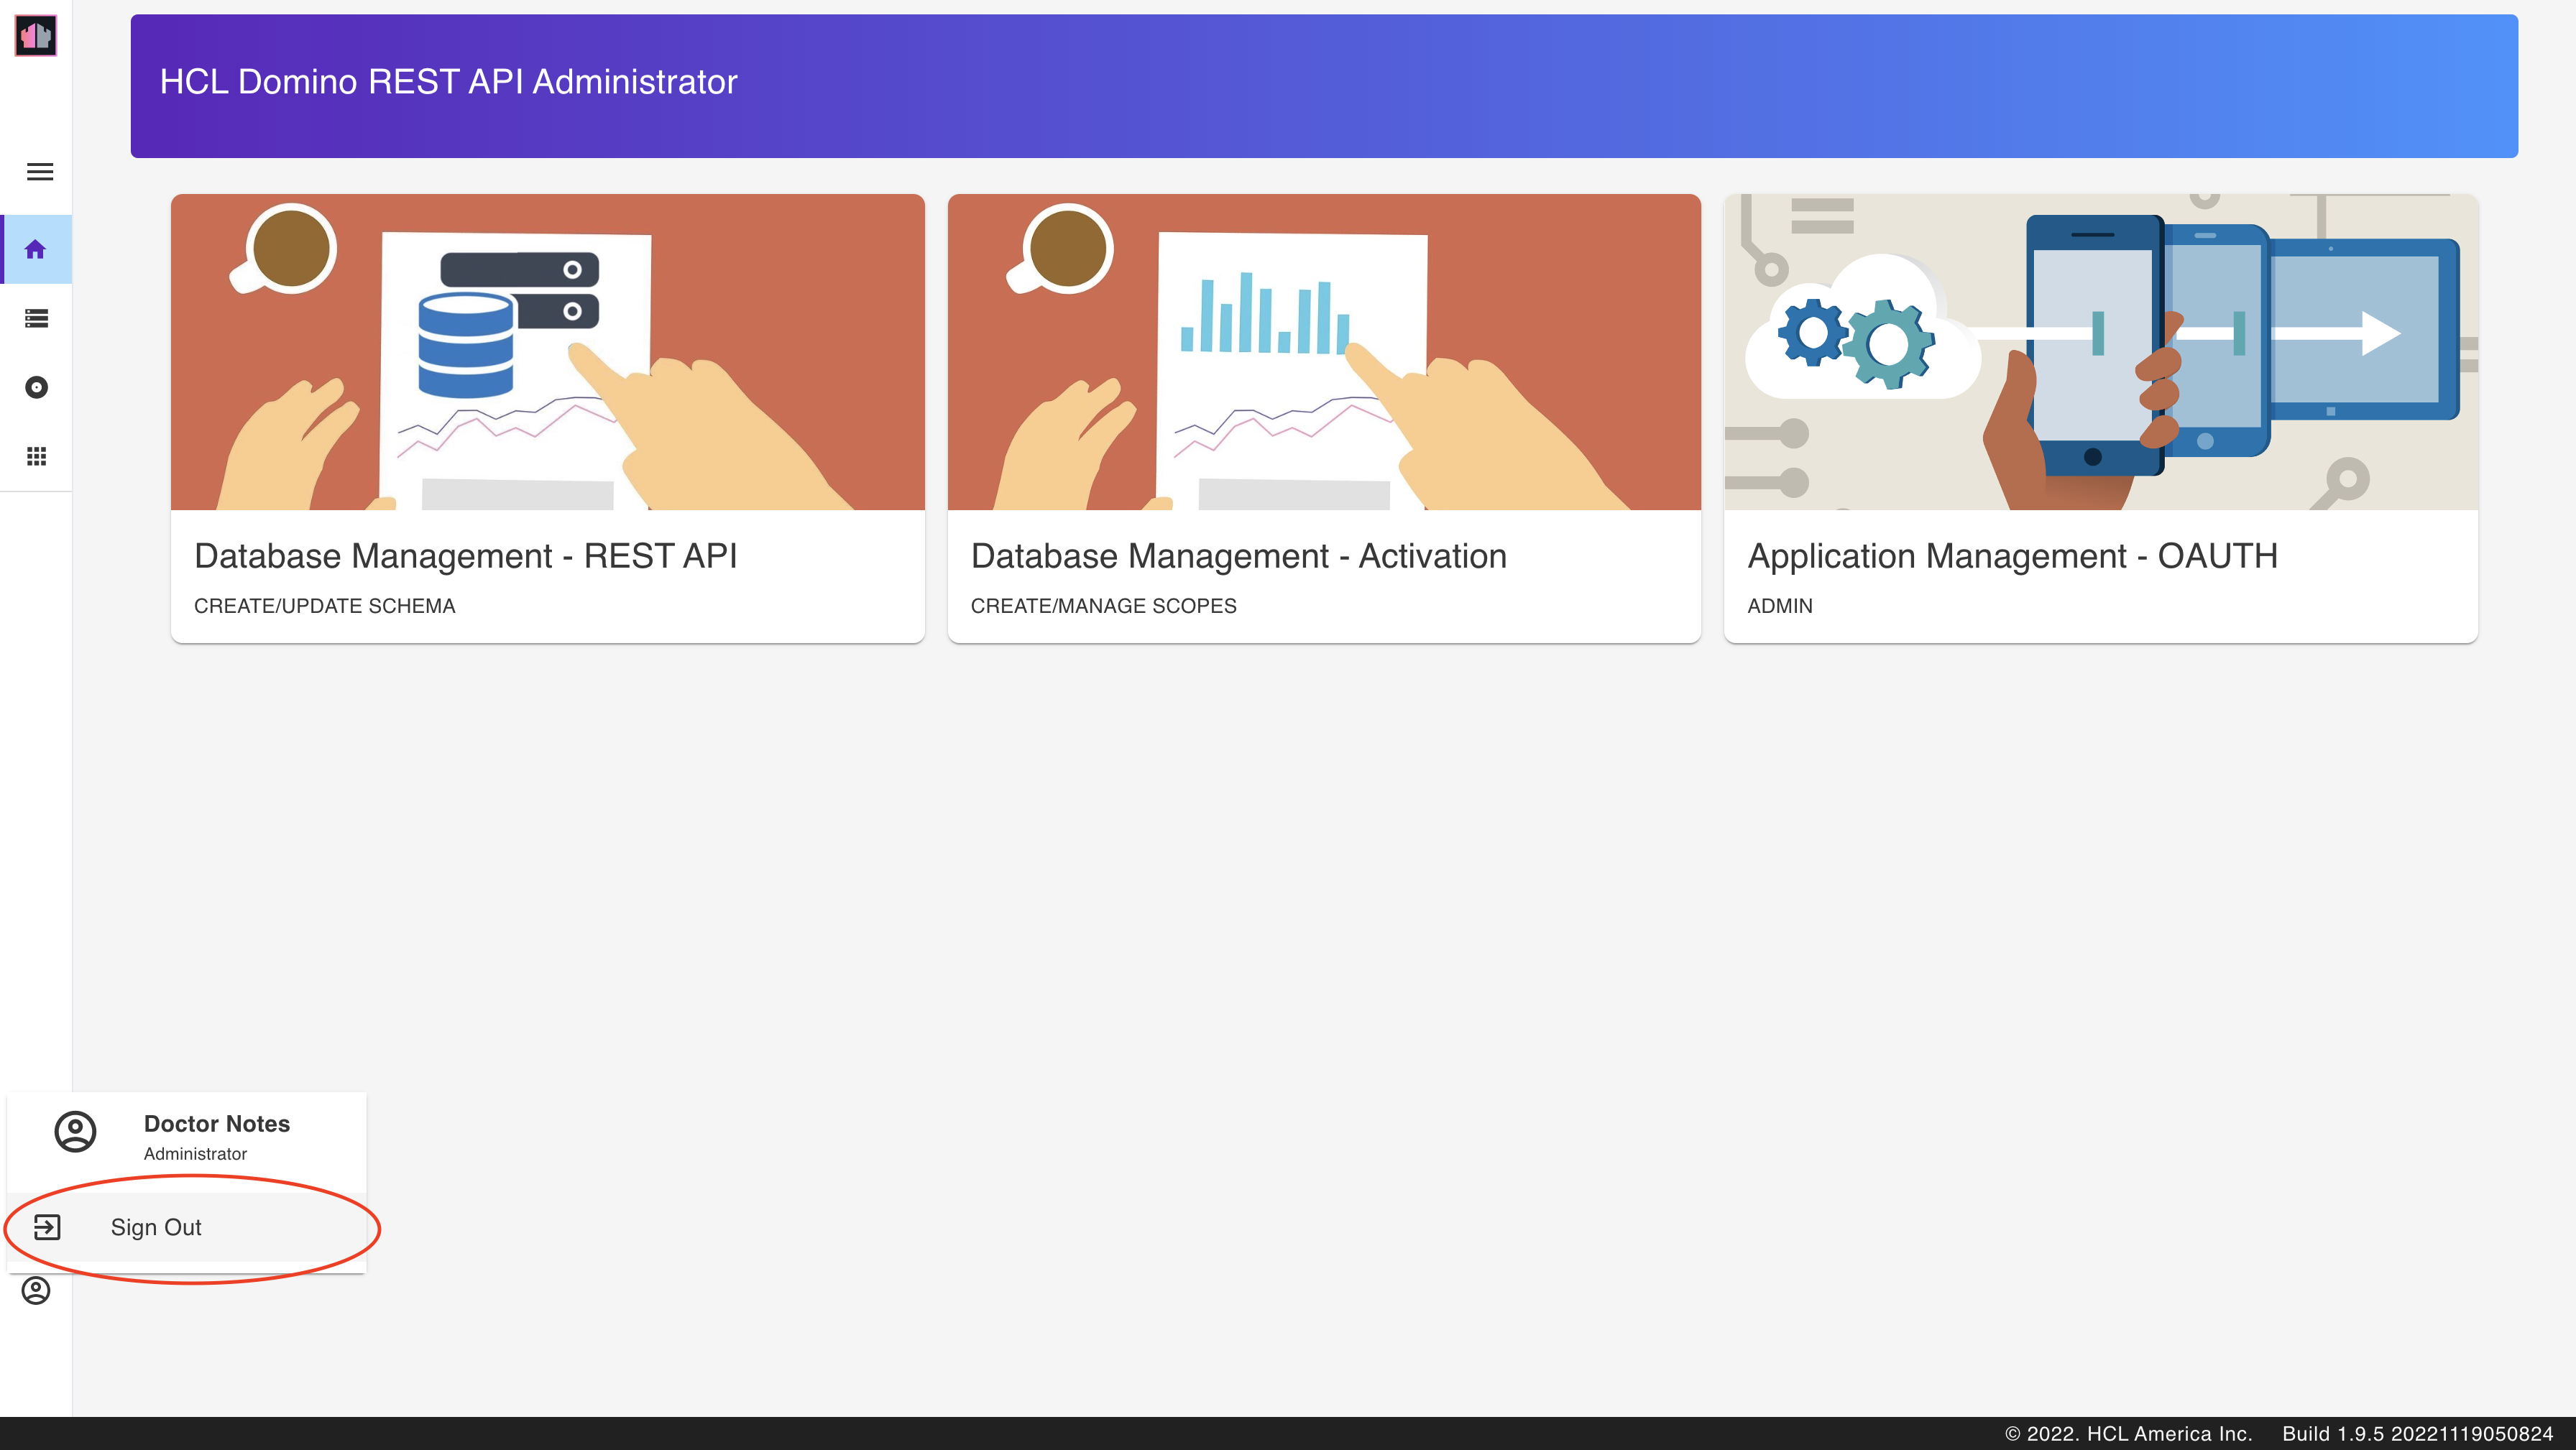 HCL Domino REST API Administrator
Database Management - REST API
CREATE/UPDATE SCHEMA
Database Management - Activation
CREATE/MANAGE SCOPES
Application Management - OAUTH
ADMIN
Doctor Notes
Administrator
Sign Out
© 2022. HCL America Inc. Build 1.9.5 20221119050824